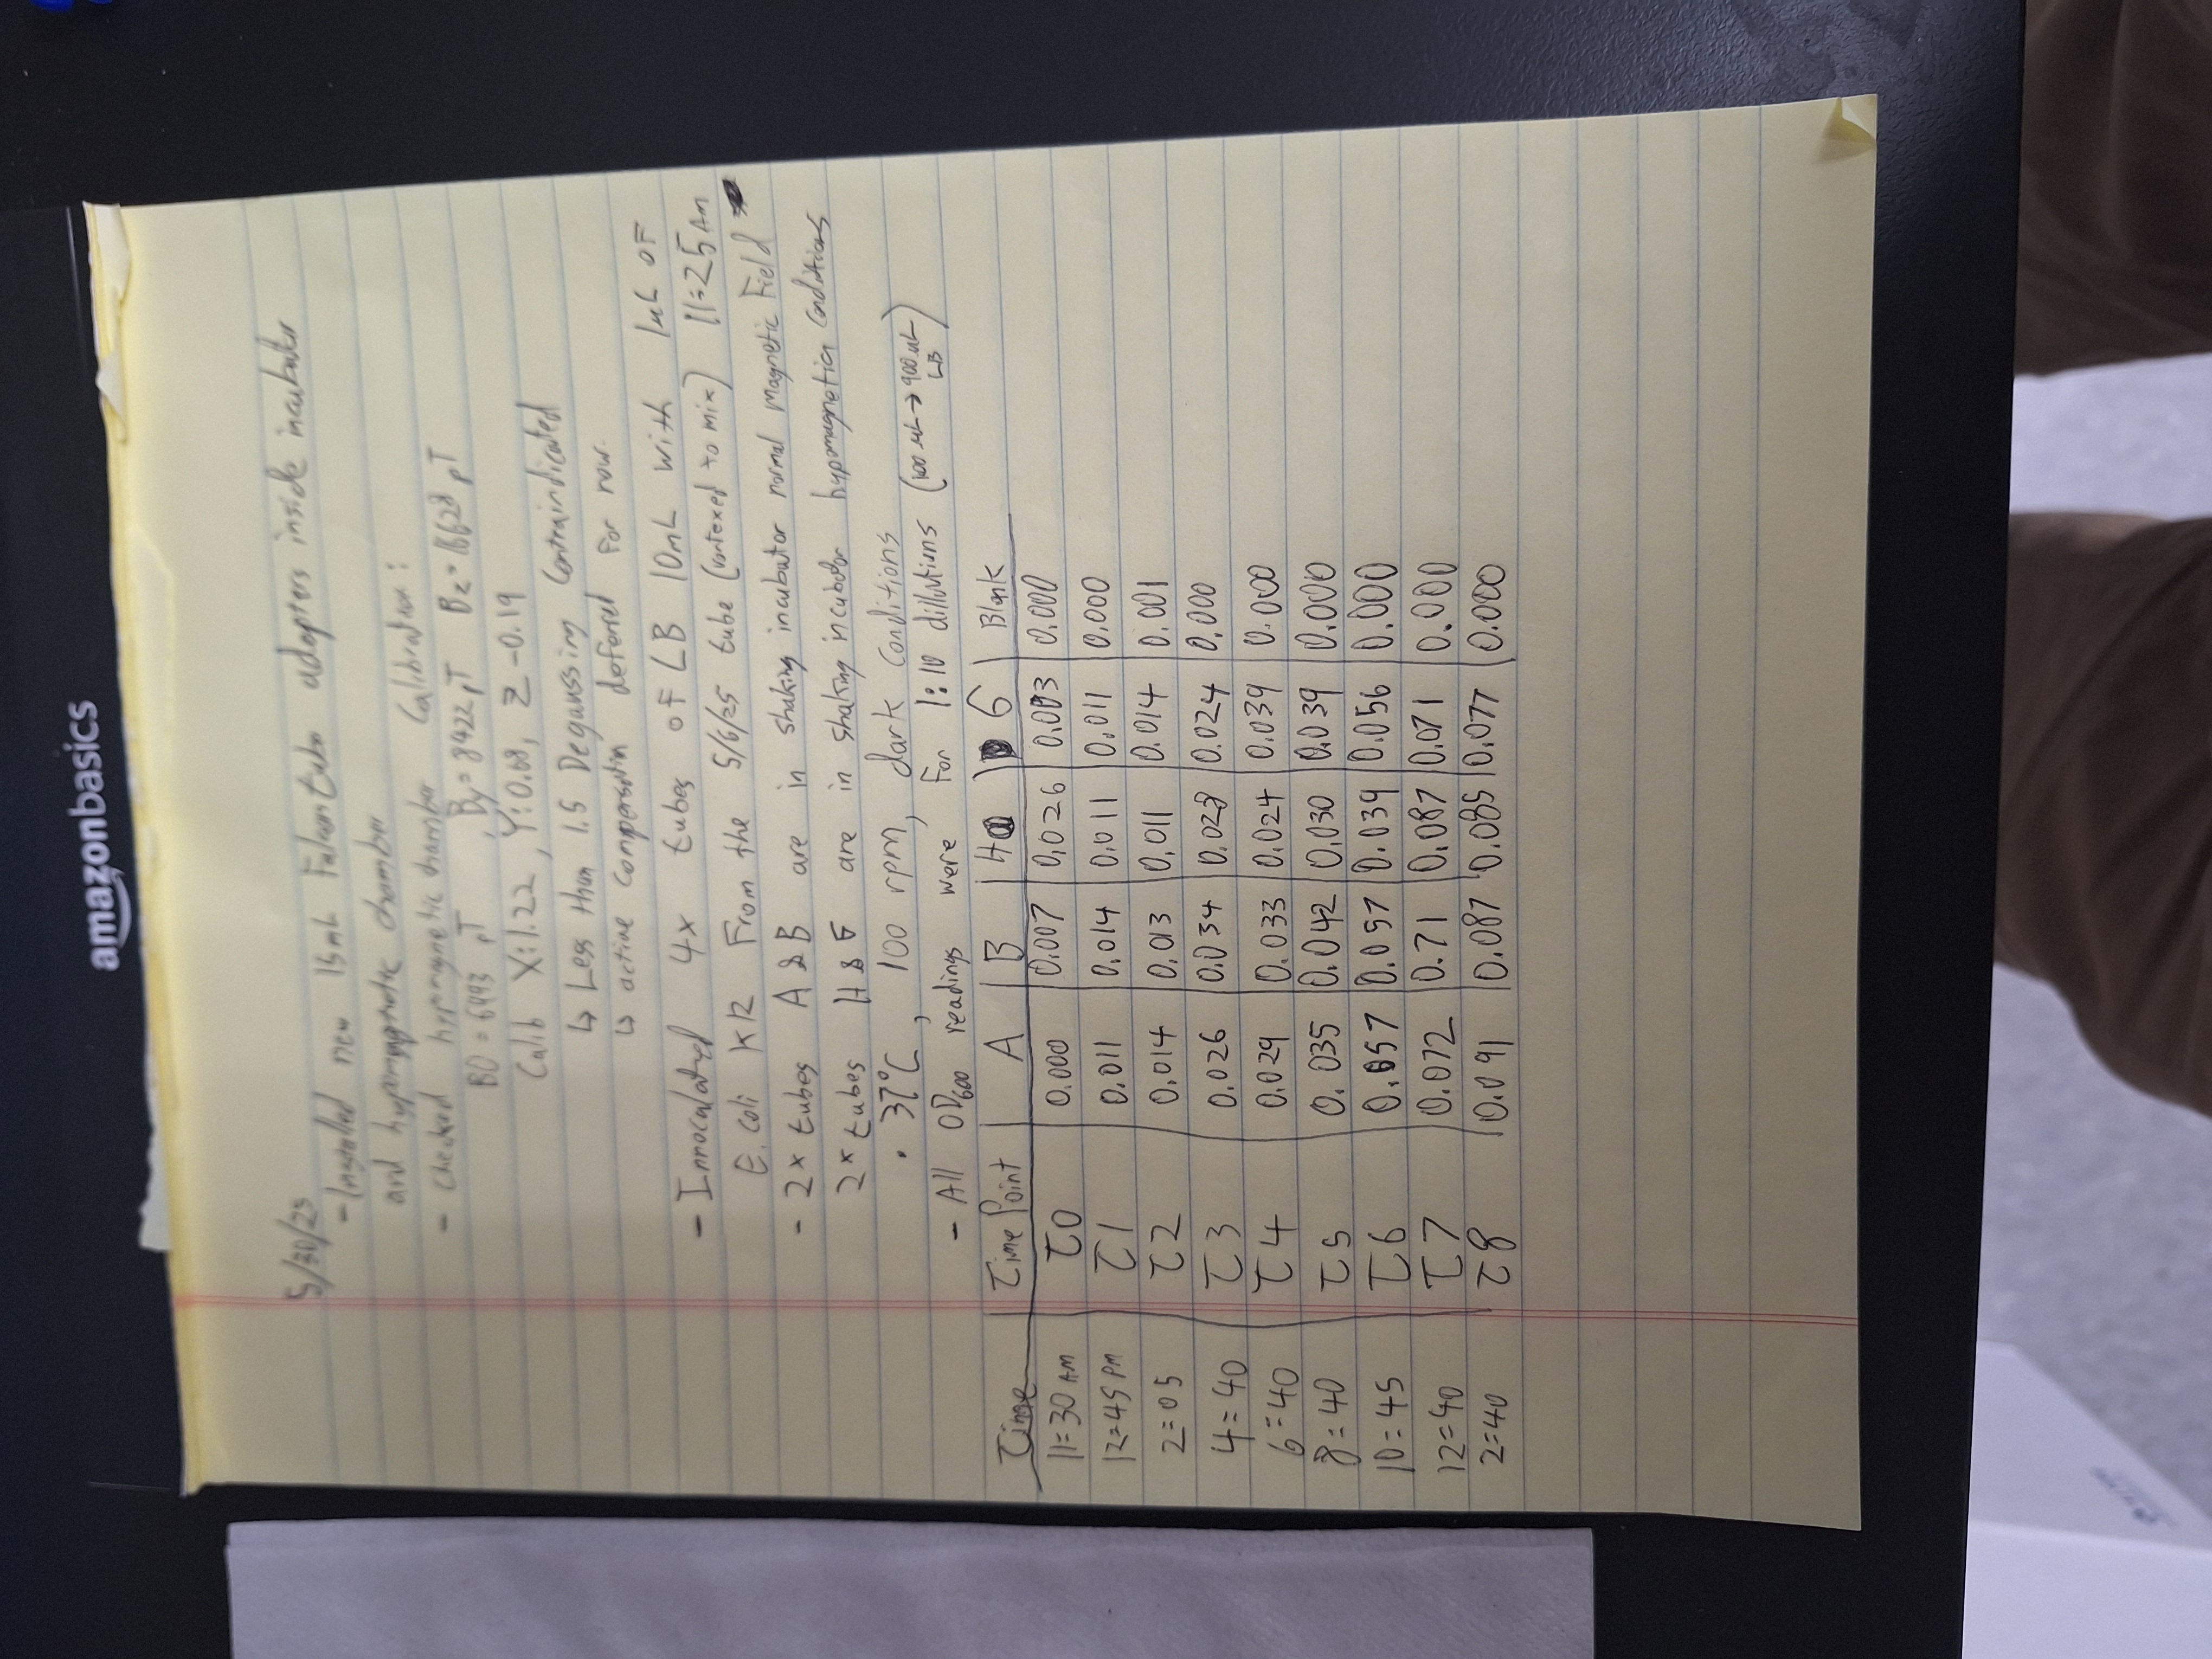 amazonbasics
5/30/25
- Installed new 15mL Falcon tube adapters inside incubator
and hypomagnetic chamber
- Checked hypomagnetic chamber Calibration:
B0 = 6493 pT , By = 8422 pT Bz = 16628 pT
Calib X: 1.22 , Y: 0.68, Z -0.19
↳ Less than 1.5 Degaussing Contraindicated
↳ active compensatin deferred for now.
- Innoculated 4x tubes oF LB 10mL with 1uL OF
E. coli K12 From the 5/6/25 tube (vortexed to mix) 11:25 AM
- 2x tubes A & B are in shaking incubator normal magnetic Field
2x tubes H & G are in shaking incubator hypomagnetic conditions
• 37°C, 100 rpm, dark conditions
- All OD600 readings were For 1:10 dillutions (100 uL → 900 uL LB)
Time Time Point A B H G Blank
11:30 AM T0 0.000 0.007 0.026 0.003 0.000
12:45 PM T1 0.011 0.014 0.011 0.011 0.000
2:05 T2 0.014 0.013 0.011 0.014 0.001
4:40 T3 0.026 0.034 0.028 0.024 0.000
6:40 T4 0.029 0.033 0.024 0.039 0.000
8:40 T5 0.035 0.042 0.030 0.039 0.000
10:45 T6 0.057 0.057 0.039 0.056 0.000
12:40 T7 0.072 0.71 0.087 0.071 0.000
2:40 T8 0.091 0.087 0.085 0.077 0.000